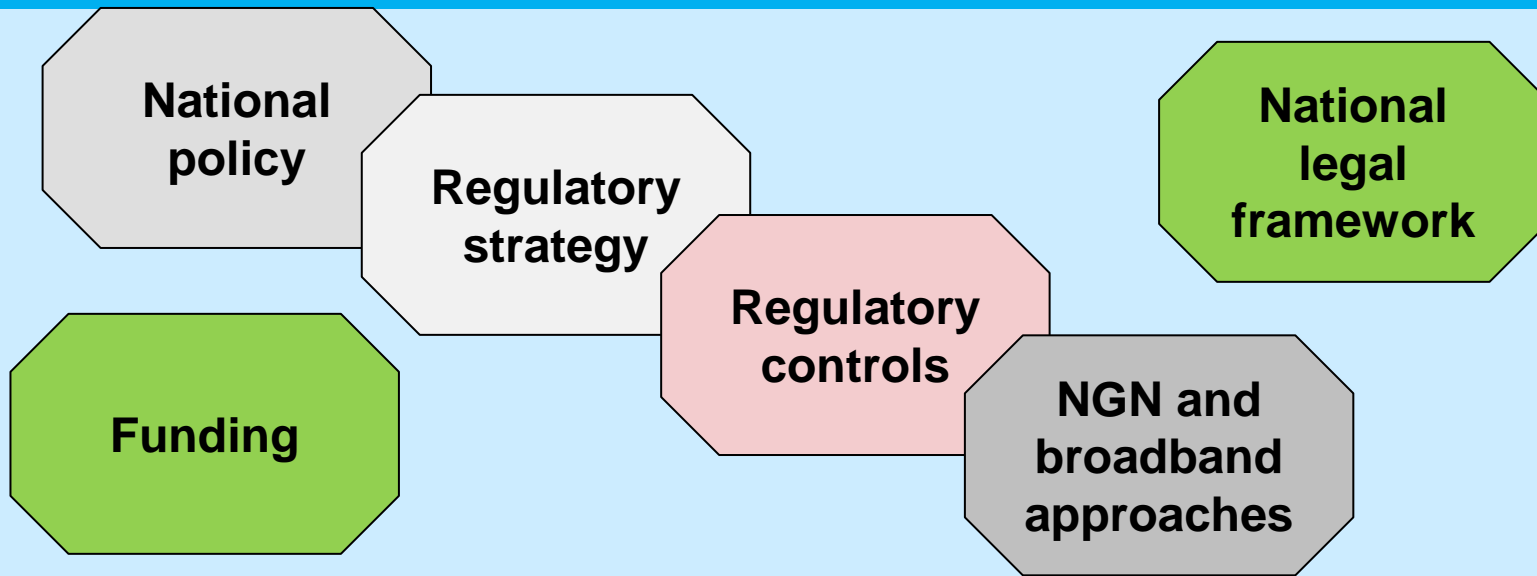 National
policy
Regulatory
strategy
Regulatory
controls
NGN and
broadband
approaches
National
legal
framework
Funding